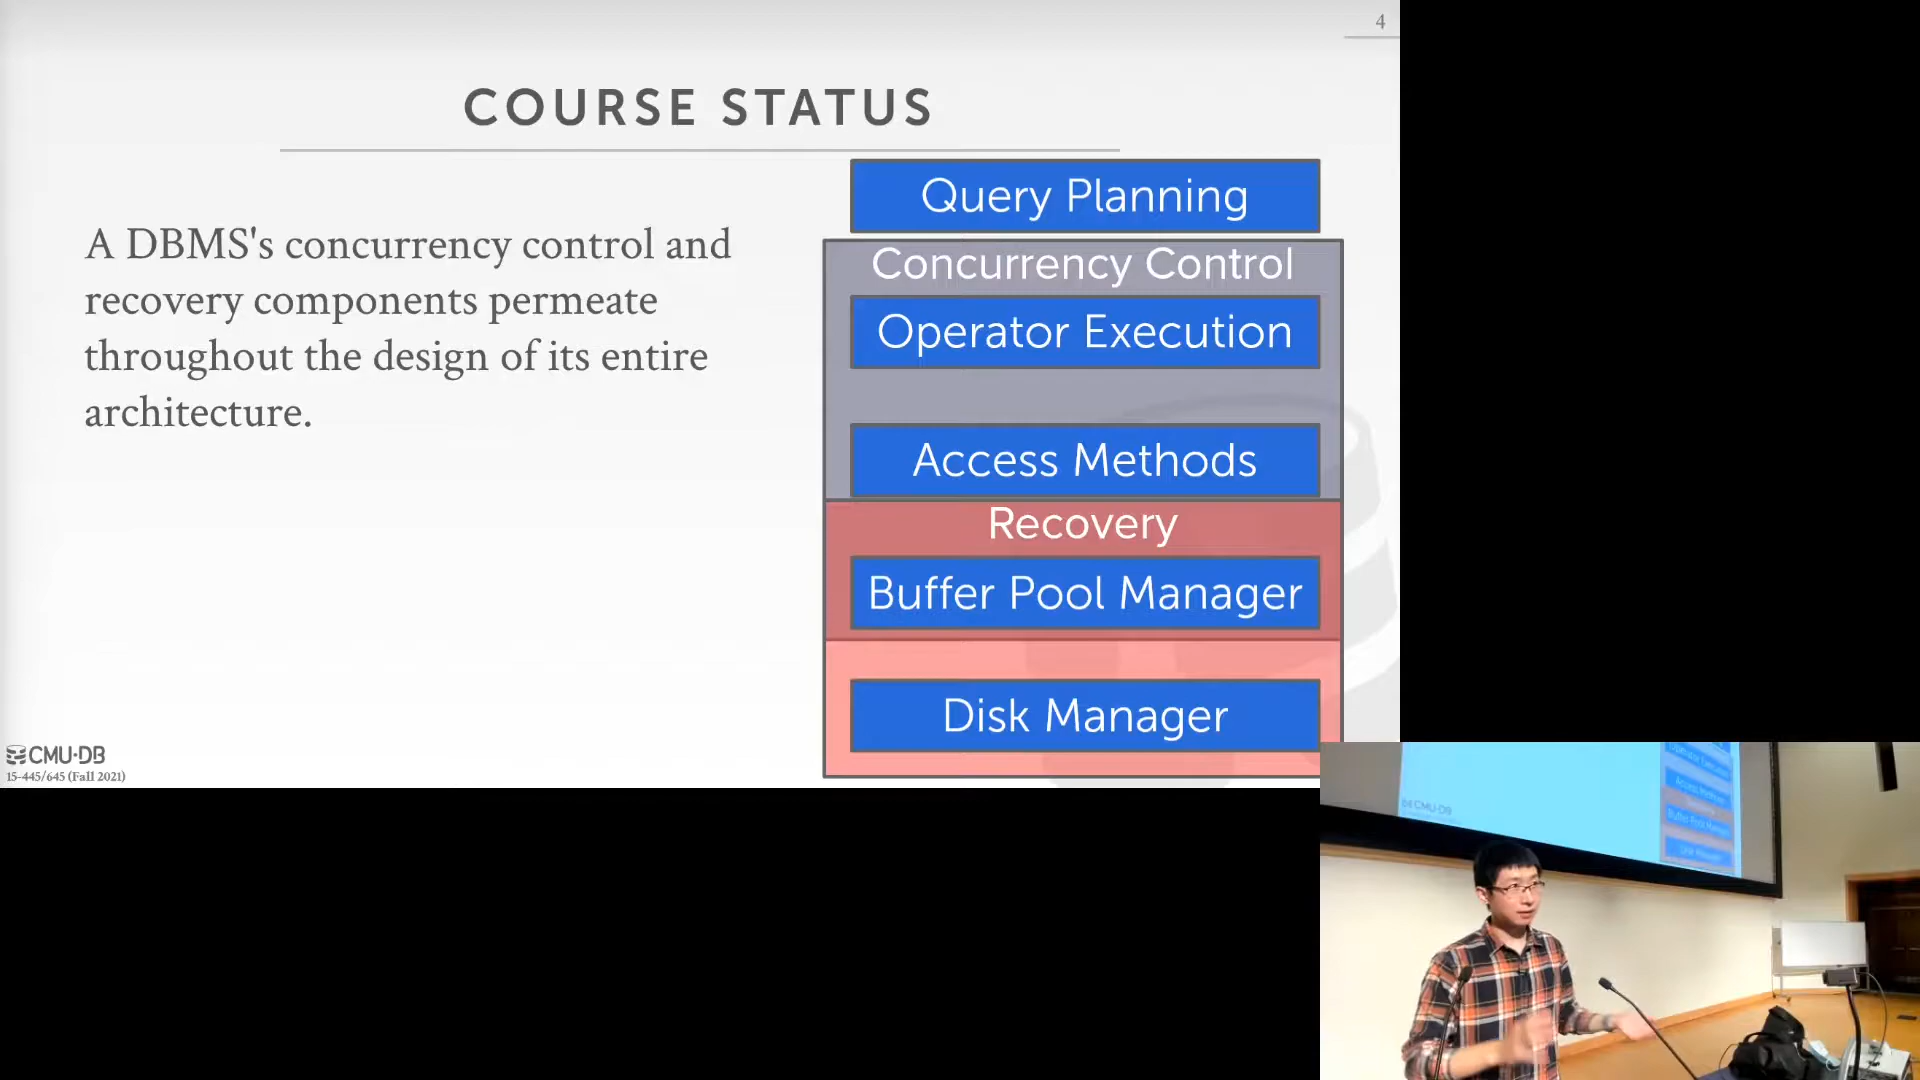 4
COURSE STATUS
A DBMS's concurrency control and
recovery components permeate
throughout the design of its entire
architecture.
Query Planning
Concurrency Control
Operator Execution
Access Methods
Recovery
Buffer Pool Manager
Disk Manager
CMU·DB
15-445/645 (Fall 2021)
CMU-DB